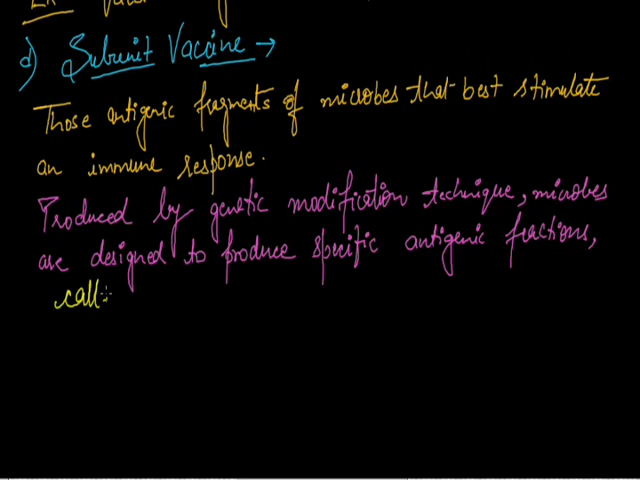 d) Subunit Vaccine →
Those antigenic fragments of microbes that best stimulate
an immune response.
Produced by genetic modification technique, microbes
are designed to produce specific antigenic fractions,
call